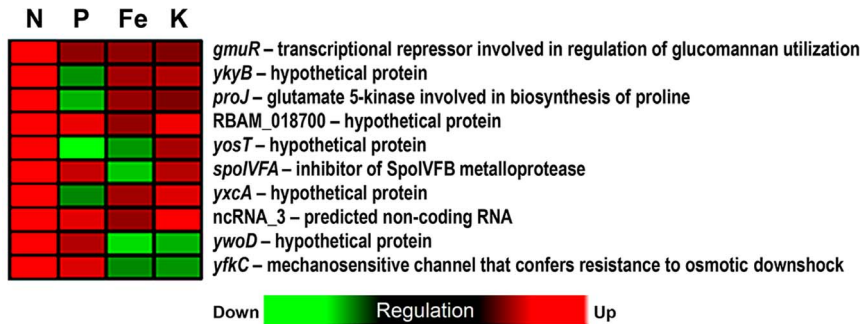 N P Fe K
gmuR – transcriptional repressor involved in regulation of glucomannan utilization
ykyB – hypothetical protein
proJ – glutamate 5-kinase involved in biosynthesis of proline
RBAM_018700 – hypothetical protein
yosT – hypothetical protein
spoIVFA – inhibitor of SpoIVFB metalloprotease
yxcA – hypothetical protein
ncRNA_3 – predicted non-coding RNA
ywoD – hypothetical protein
yfkC – mechanosensitive channel that confers resistance to osmotic downshock
Down Regulation Up